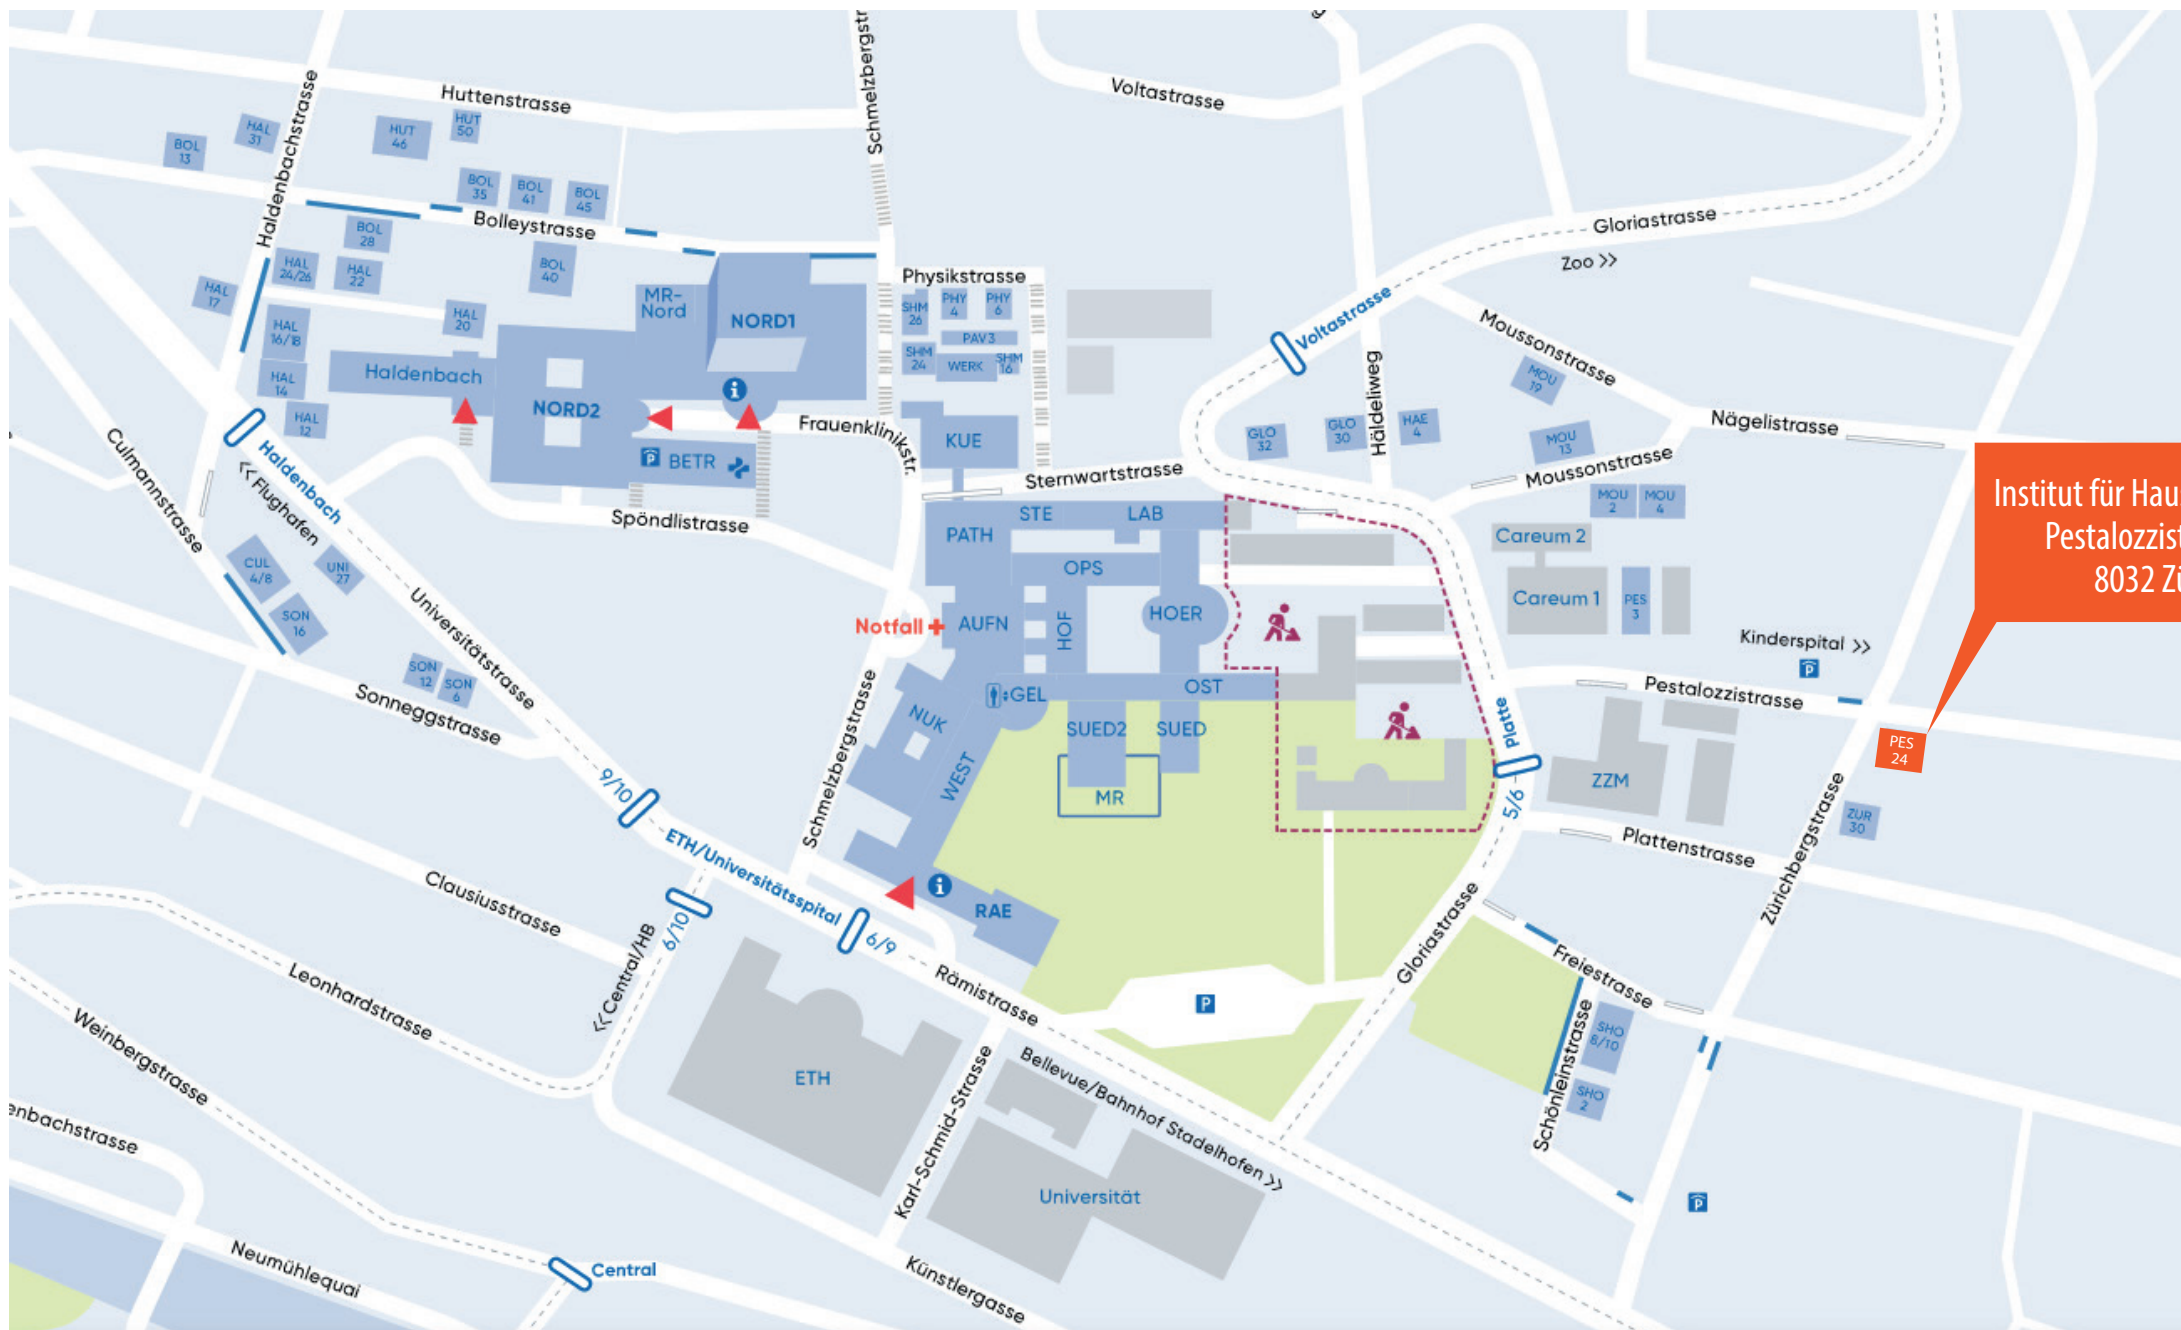 Huttenstrasse
Haldenbachstrasse
Schmelzbergstr
Voltastrasse
BOL
13
HAL
31
HUT
46
HUT
50
BOL
35
BOL
41
BOL
45
Bolleystrasse
BOL
28
HAL
24/26
HAL
22
HAL
17
BOL
40
HAL
20
HAL
16/18
HAL
14
HAL
12
Haldenbach
MR-
Nord
NORD1
NORD2
BETR
Frauenklinikstr.
Physikstrasse
SHM
26
PHY
4
PHY
6
PAV3
SHM
24
WERK
SHM
16
KUE
Sternwartstrasse
Voltastrasse
Gloriastrasse
Zoo >>
Häldeliweg
Moussonstrasse
MOU
19
GLO
32
GLO
30
HAE
4
MOU
13
Moussonstrasse
Nägelistrasse
MOU
2
MOU
4
Careum 2
Careum 1
PES
3
Institut für Hau
Pestalozzist
8032 Zü
Kinderspital >>
Pestalozzistrasse
PES
24
ZUR
30
ZZM
Platte
5/6
Plattenstrasse
Zürichbergstrasse
Culmannstrasse
Haldenbach
<< Flughafen
CUL
4/8
UNI
27
SON
16
SON
12
SON
6
Universitätstrasse
Sonneggstrasse
Spöndlistrasse
PATH
STE
LAB
OPS
HOER
HOF
AUFN
Notfall
GEL
OST
NUK
WEST
SUED2
SUED
MR
RAE
Schmelzbergstrasse
9/10
ETH/Universitätsspital
6/9
6/10
<< Central/HB
Clausiusstrasse
Leonhardstrasse
Weinbergstrasse
enbachstrasse
Neumühlequai
Central
ETH
Universität
Karl-Schmid-Strasse
Künstlergasse
Rämistrasse
Bellevue/Bahnhof Stadelhofen >>
P
Gloriastrasse
Freiestrasse
Schönleinstrasse
SHO
8/10
SHO
2
P